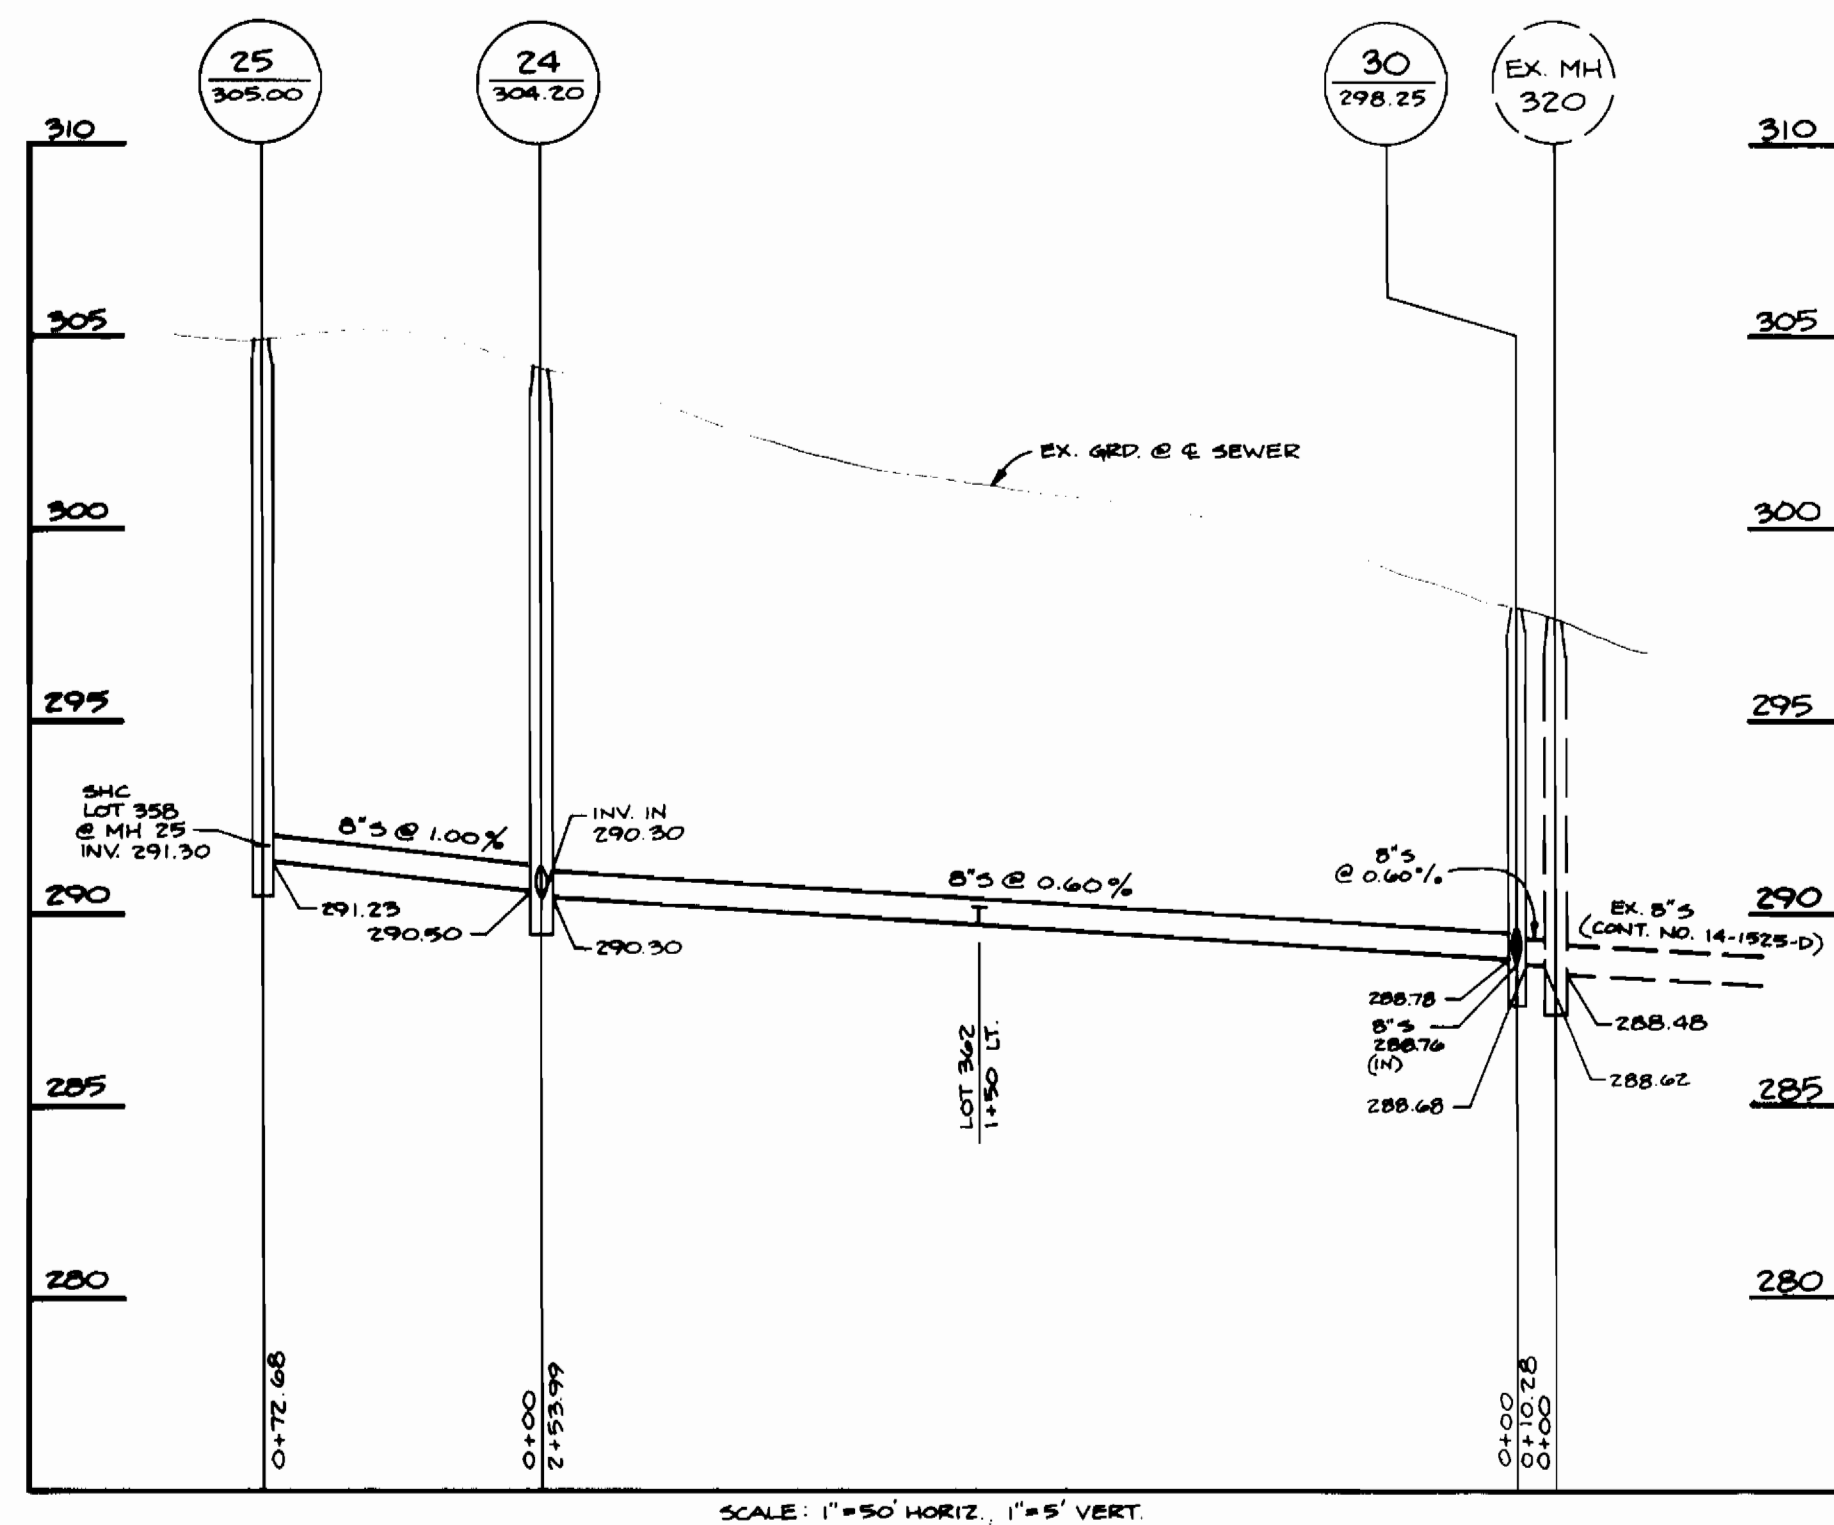 25
305.00
24
304.20
30
298.25
EX. MH
320
310
310
305
305
EX. GRD. @ ℄ SEWER
300
300
295
295
SHC
LOT 358
@ MH 25
INV. 291.30
8"S @ 1.00%
INV. IN
290.30
8"S @ 0.60%
8"S
@ 0.60%
290
290
EX. 8"S
(CONT. NO. 14-1525-D)
291.23
290.50
290.30
288.78
8"S
288.76
(IN)
288.68
288.48
288.62
LOT 362
1+50 LT.
285
285
280
280
0+72.68
0+00
2+53.99
0+00
0+10.28
0+00
SCALE: 1"=50' HORIZ., 1"=5' VERT.